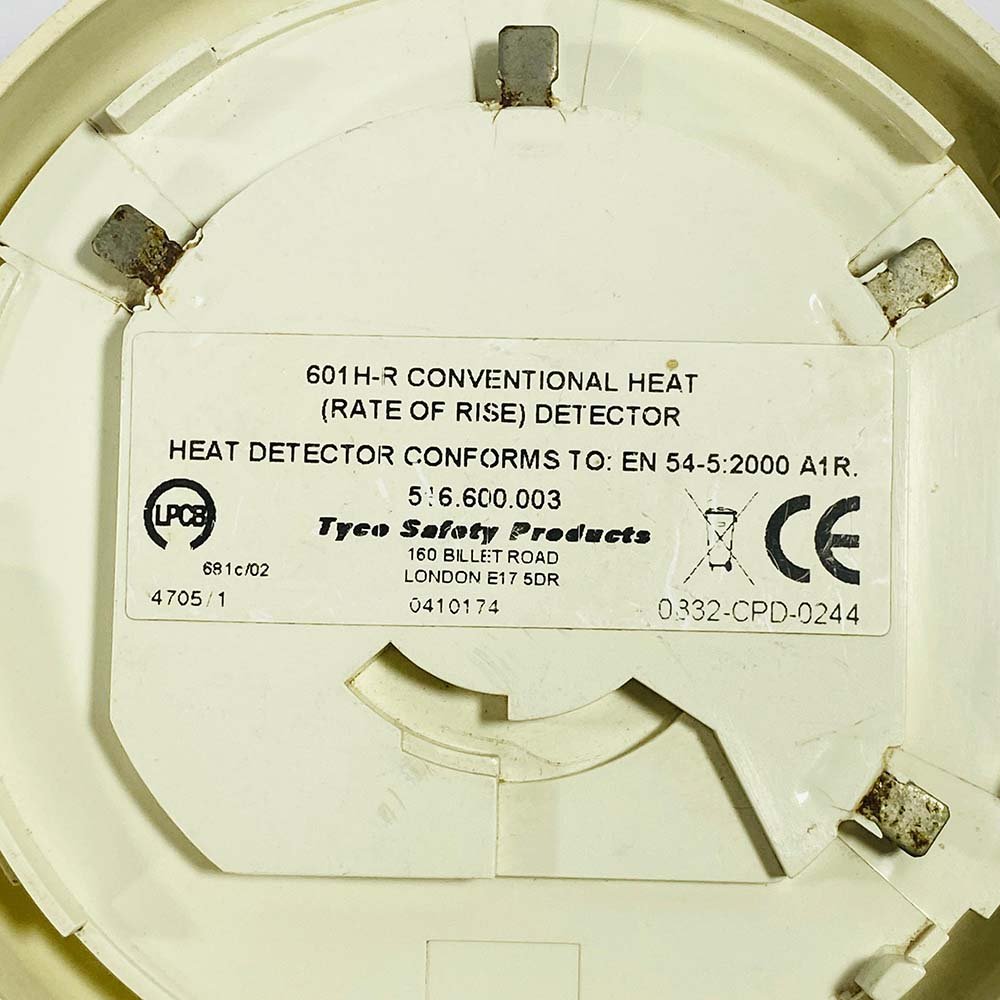 601H-R CONVENTIONAL HEAT
(RATE OF RISE) DETECTOR
HEAT DETECTOR CONFORMS TO: EN 54-5:2000 A1R.
516.600.003
LPCB
Tyco Safety Products
160 BILLET ROAD
LONDON E17 5DR
CE
681c/02
4705/1
0410174
0832-CPD-0244